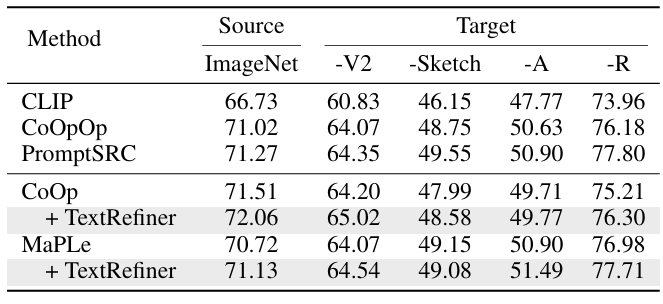 Method Source Target
ImageNet -V2 -Sketch -A -R
CLIP 66.73 60.83 46.15 47.77 73.96
CoOpOp 71.02 64.07 48.75 50.63 76.18
PromptSRC 71.27 64.35 49.55 50.90 77.80
CoOp 71.51 64.20 47.99 49.71 75.21
+ TextRefiner 72.06 65.02 48.58 49.77 76.30
MaPLe 70.72 64.07 49.15 50.90 76.98
+ TextRefiner 71.13 64.54 49.08 51.49 77.71